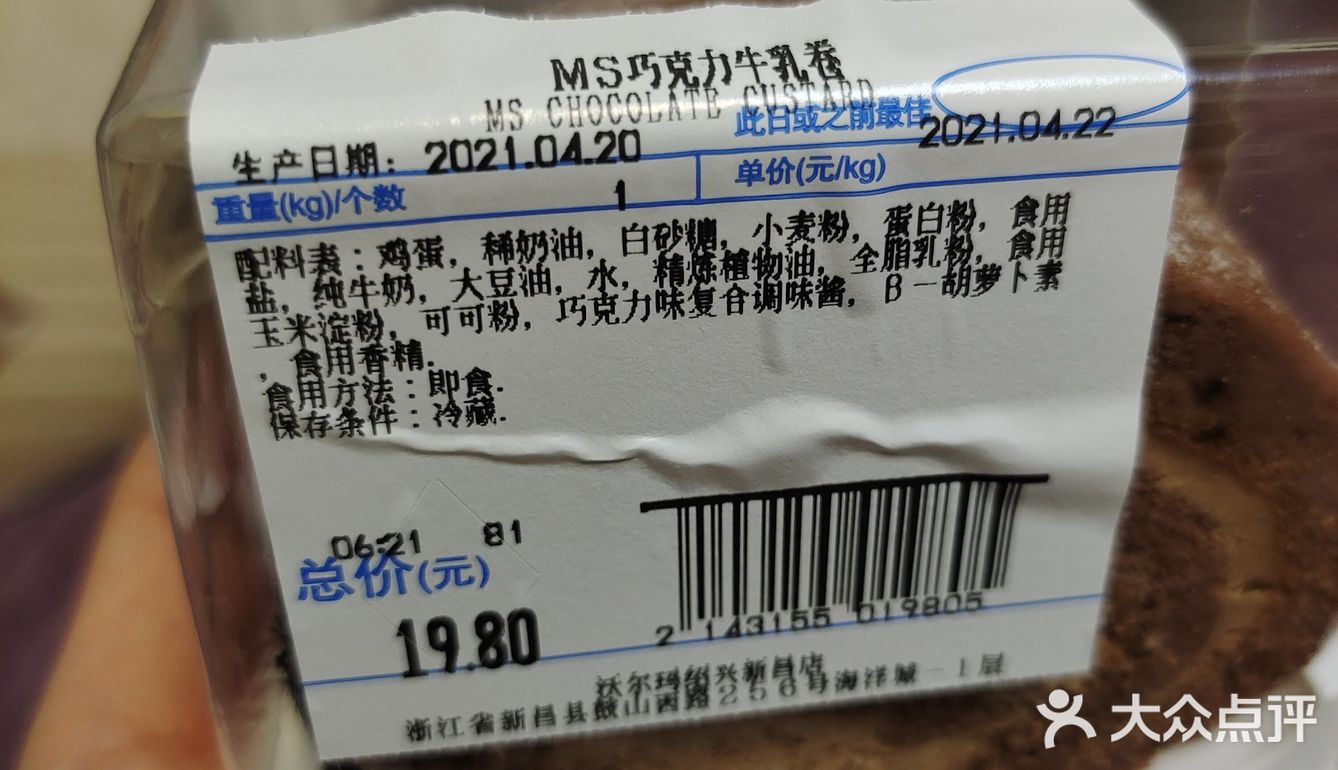 MS巧克力牛乳卷
MS CHOCOLATE CUSTARD
此日或之前最佳
生产日期: 2021.04.20 2021.04.22
重量(kg)/个数 1 单价(元/kg)
配料表:鸡蛋,稀奶油,白砂糖,小麦粉,蛋白粉,食用
盐,纯牛奶,大豆油,水,精炼植物油,全脂乳粉,食用
玉米淀粉,可可粉,巧克力味复合调味酱,B-胡萝卜素
,食用香精.
食用方法:即食.
保存条件:冷藏.
06:21 81
总价(元)
19.80
2 143155 019805
沃尔玛绍兴新昌店
浙江省新昌县鼓山西路256号海洋城一层
大众点评